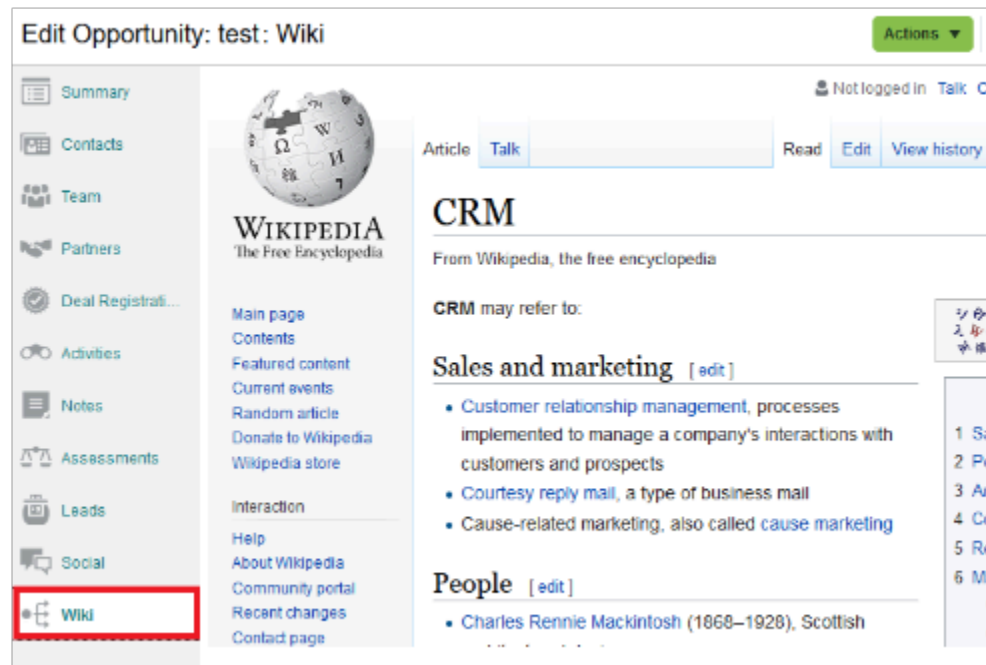 Edit Opportunity: test: Wiki
Actions
Summary
Contacts
Team
Partners
Deal Registrati...
Activities
Notes
Assessments
Leads
Social
Wiki
WIKIPEDIA
The Free Encyclopedia
Main page
Contents
Featured content
Current events
Random article
Donate to Wikipedia
Wikipedia store
Interaction
Help
About Wikipedia
Community portal
Recent changes
Contact page
Not logged in Talk
Article Talk Read Edit View history
CRM
From Wikipedia, the free encyclopedia
CRM may refer to:
Sales and marketing [edit]
• Customer relationship management, processes
implemented to manage a company's interactions with
customers and prospects
• Courtesy reply mail, a type of business mail
• Cause-related marketing, also called cause marketing
People [edit]
• Charles Rennie Mackintosh (1868–1928), Scottish
1 Sa
2 Pe
3 A
4 Co
5 Re
6 M